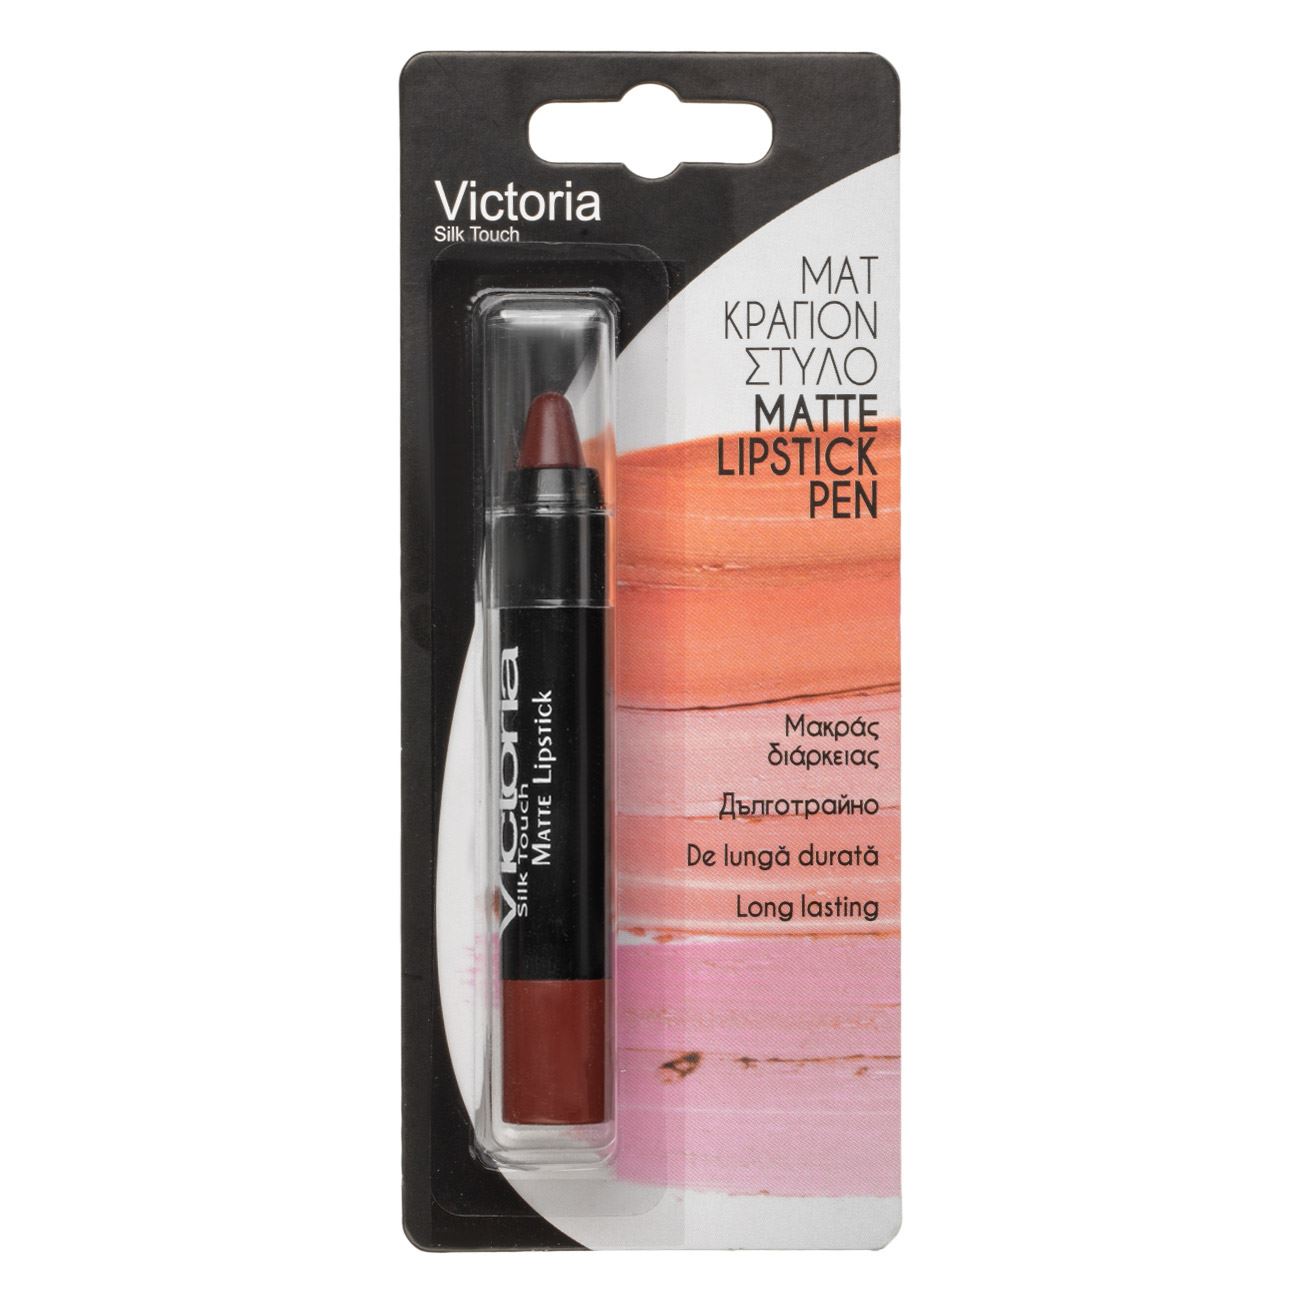 Victoria
Silk Touch
ΜΑΤ
ΚΡΑΓΙΟΝ
ΣΤΥΛΟ
MATTE
LIPSTICK
PEN
Victoria
Silk Touch
MATTE LIPSTICK
Μακράς
διάρκειας
Дълготрайно
De lungă durată
Long lasting